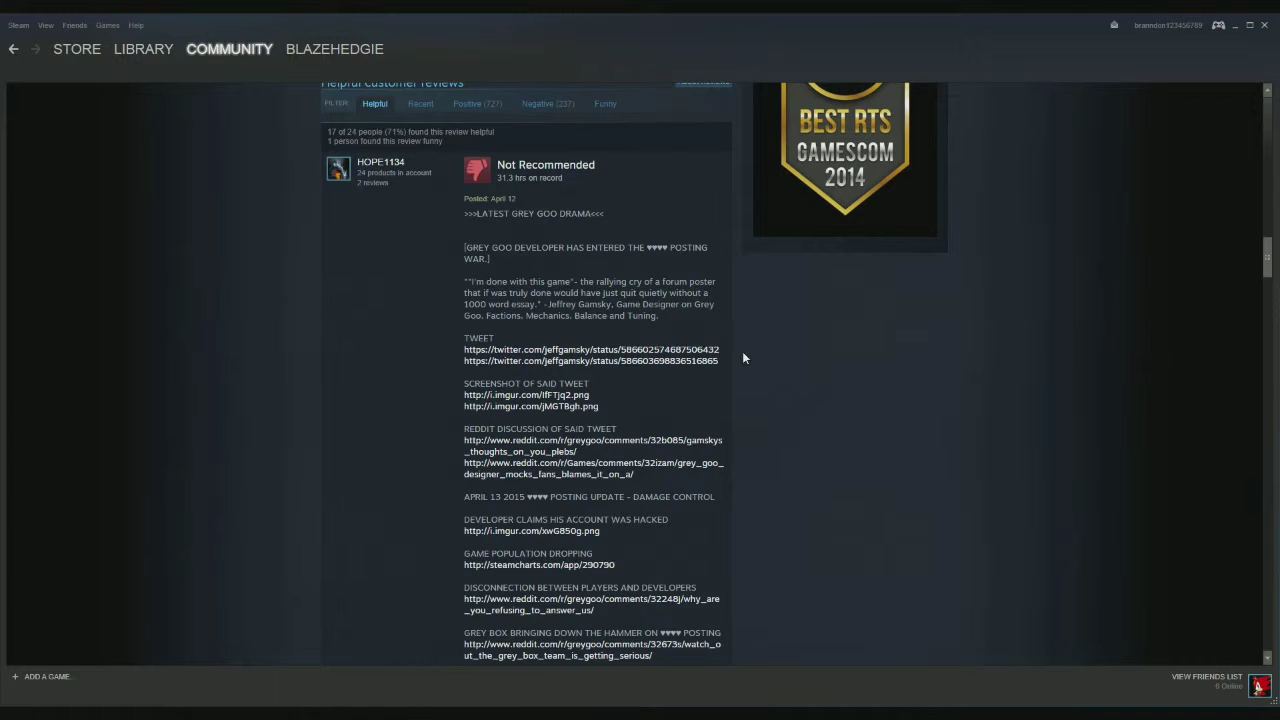 Steam View Friends Games Help
branndon123456789
STORE LIBRARY COMMUNITY BLAZEHEDGIE
Helpful customer reviews
FILTER: Helpful Recent Positive (727) Negative (237) Funny
17 of 24 people (71%) found this review helpful
1 person found this review funny
HOPE1134
24 products in account
2 reviews
Not Recommended
31.3 hrs on record
Posted: April 12
>>>LATEST GREY GOO DRAMA<<<
[GREY GOO DEVELOPER HAS ENTERED THE ♥♥♥♥ POSTING
WAR.]
""I'm done with this game"- the rallying cry of a forum poster
that if was truly done would have just quit quietly without a
1000 word essay." - Jeffrey Gamsky, Game Designer on Grey
Goo. Factions. Mechanics. Balance and Tuning.
TWEET
https://twitter.com/jeffgamsky/status/586602574687506432
https://twitter.com/jeffgamsky/status/586603698836516865
SCREENSHOT OF SAID TWEET
http://i.imgur.com/IfFTJq2.png
http://i.imgur.com/jMGTBgh.png
REDDIT DISCUSSION OF SAID TWEET
http://www.reddit.com/r/greygoo/comments/32b085/gamskys
_thoughts_on_you_plebs/
http://www.reddit.com/r/Games/comments/32izam/grey_goo_
designer_mocks_fans_blames_it_on_a/
APRIL 13 2015 ♥♥♥♥ POSTING UPDATE - DAMAGE CONTROL
DEVELOPER CLAIMS HIS ACCOUNT WAS HACKED
http://i.imgur.com/xwG850g.png
GAME POPULATION DROPPING
http://steamcharts.com/app/290790
DISCONNECTION BETWEEN PLAYERS AND DEVELOPERS
http://www.reddit.com/r/greygoo/comments/32248j/why_are
_you_refusing_to_answer_us/
GREY BOX BRINGING DOWN THE HAMMER ON ♥♥♥♥ POSTING
http://www.reddit.com/r/greygoo/comments/32673s/watch_o
ut_the_grey_box_team_is_getting_serious/
BEST RTS
GAMESCOM
2014
+ ADD A GAME...
VIEW FRIENDS LIST
6 Online